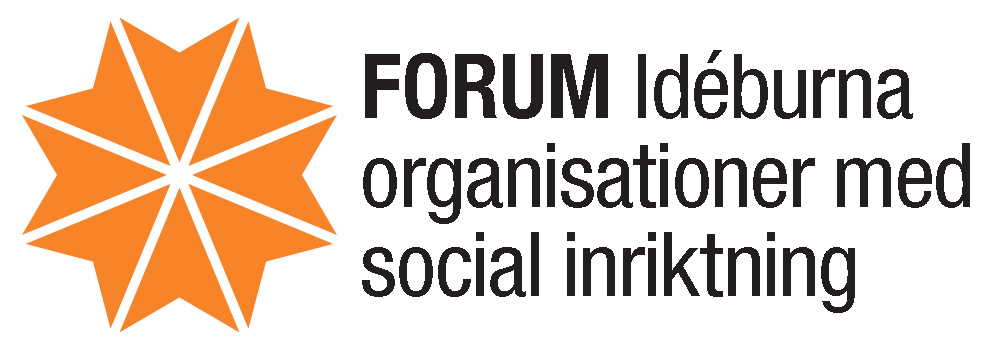 FORUM Idéburna
organisationer med
social inriktning